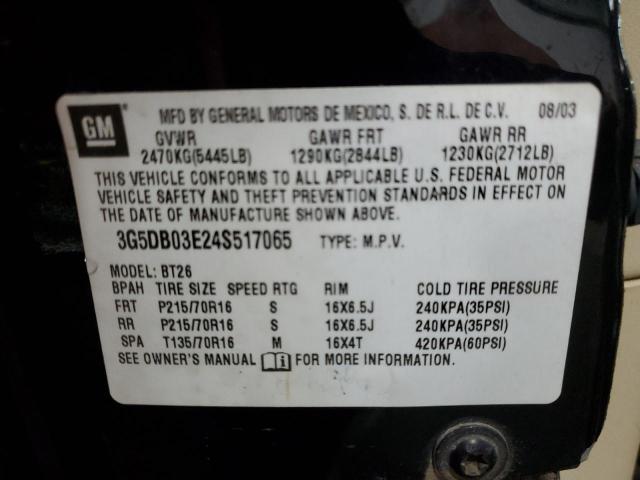 GM
MFD BY GENERAL MOTORS DE MEXICO, S. DE R.L. DE C.V. 08/03
GVWR GAWR FRT GAWR RR
2470KG(5445LB) 1290KG(2844LB) 1230KG(2712LB)
THIS VEHICLE CONFORMS TO ALL APPLICABLE U.S. FEDERAL MOTOR
VEHICLE SAFETY AND THEFT PREVENTION STANDARDS IN EFFECT ON
THE DATE OF MANUFACTURE SHOWN ABOVE.
3G5DB03E24S517065 TYPE: M.P.V.
MODEL: BT26
BPAH TIRE SIZE SPEED RTG RIM COLD TIRE PRESSURE
FRT P215/70R16 S 16X6.5J 240KPA(35PSI)
RR P215/70R16 S 16X6.5J 240KPA(35PSI)
SPA T135/70R16 M 16X4T 420KPA(60PSI)
SEE OWNER'S MANUAL FOR MORE INFORMATION.